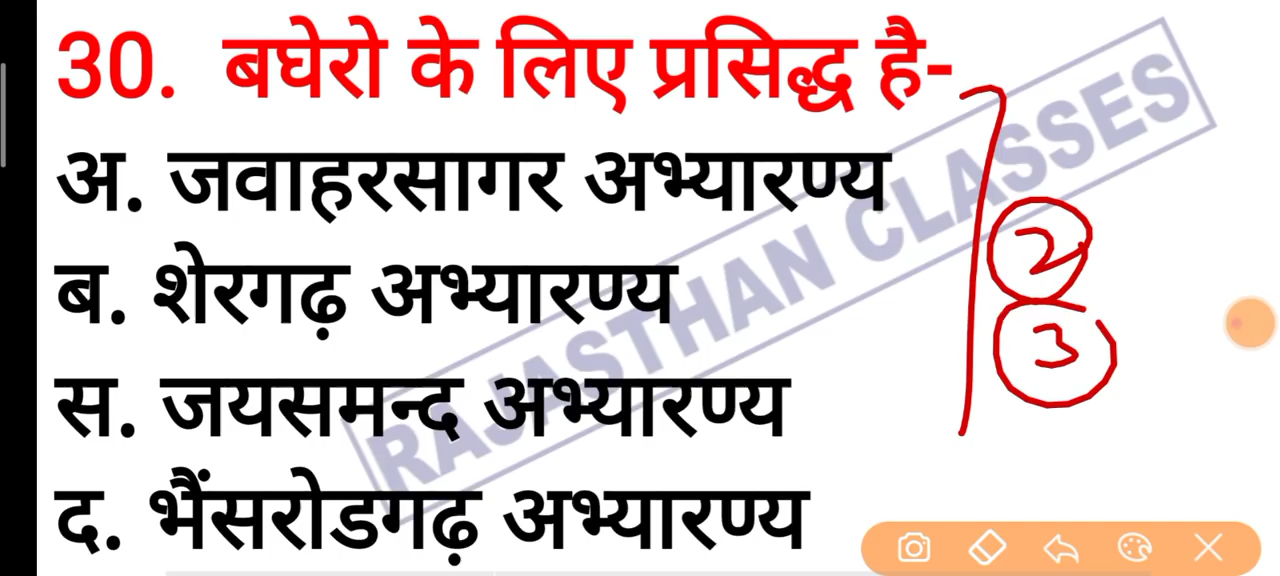 30. बघेरो के लिए प्रसिद्ध है-
अ. जवाहरसागर अभ्यारण्य
ब. शेरगढ़ अभ्यारण्य
स. जयसमन्द अभ्यारण्य
द. भैंसरोडगढ़ अभ्यारण्य
2
3
RAJASTHAN CLASSES